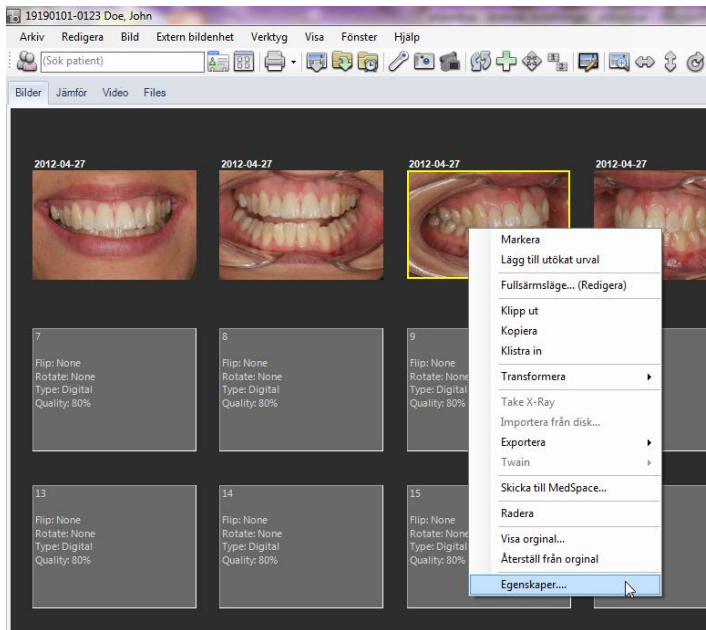 19190101-0123 Doe, John
Arkiv Redigera Bild Extern bildenhet Verktyg Visa Fönster Hjälp
(Sök patient)
Bilder Jämför Video Files
2012-04-27 2012-04-27 2012-04-27 2012-04-27
Markera
Lägg till utökat urval
Fullsärmsläge... (Redigera)
Klipp ut
Kopiera
Klistra in
Transformera
Take X-Ray
Importera från disk...
Exportera
Twain
Skicka till MedSpace...
Radera
Visa orginal...
Återställ från orginal
Egenskaper....
7 8 9
Flip: None Flip: None Flip: None
Rotate: None Rotate: None Rotate: None
Type: Digital Type: Digital Type: Digital
Quality: 80% Quality: 80% Quality: 80%
13 14 15
Flip: None Flip: None Flip: None
Rotate: None Rotate: None Rotate: None
Type: Digital Type: Digital Type: Digital
Quality: 80% Quality: 80% Quality: 80%